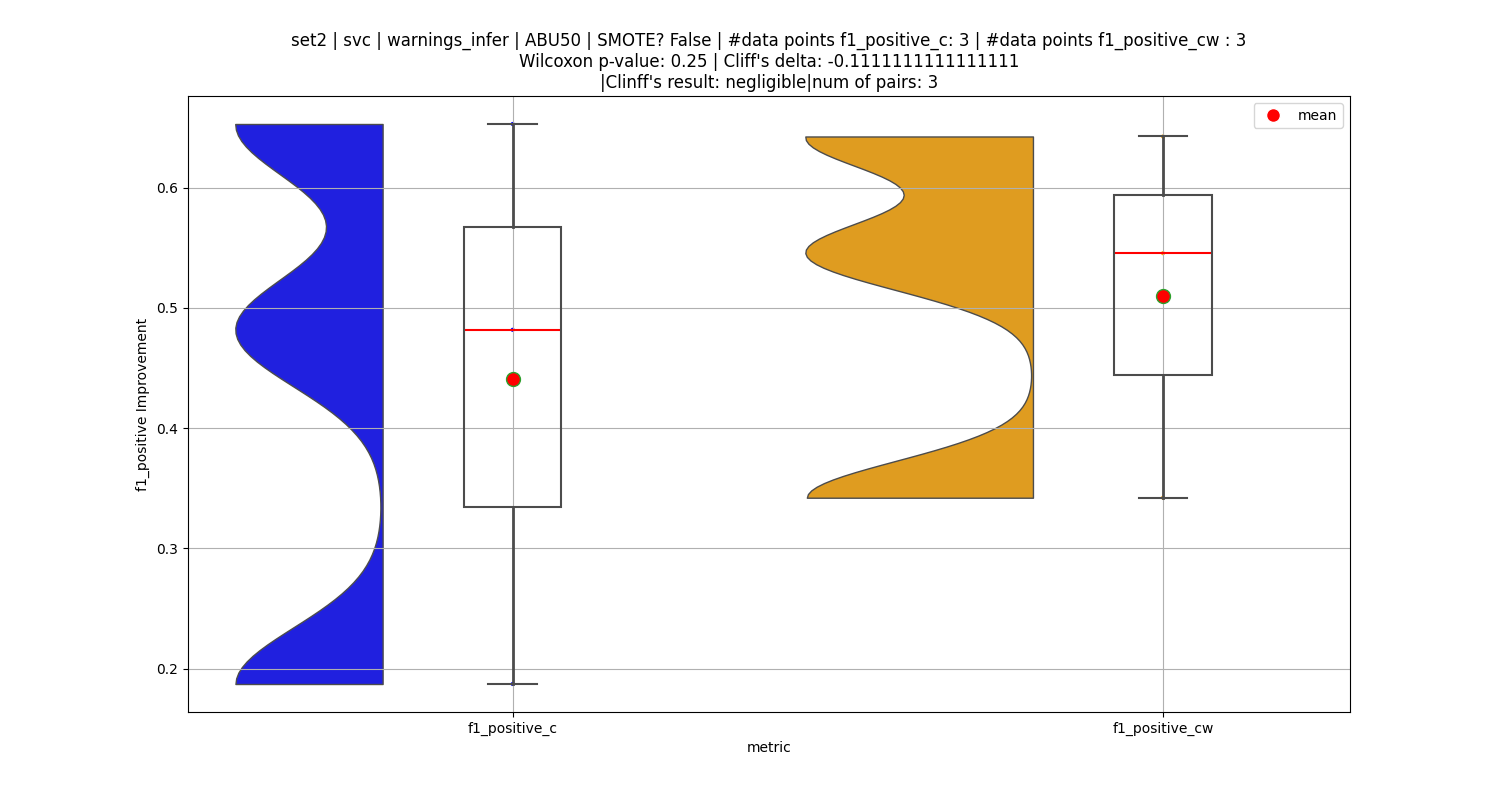 set2 | svc | warnings_infer | ABU50 | SMOTE? False | #data points f1_positive_c: 3 | #data points f1_positive_cw : 3
Wilcoxon p-value: 0.25 | Cliff's delta: -0.1111111111111111
|Clinff's result: negligible|num of pairs: 3
mean
0.6
0.5
0.4
0.3
0.2
f1_positive Improvement
f1_positive_c
f1_positive_cw
metric